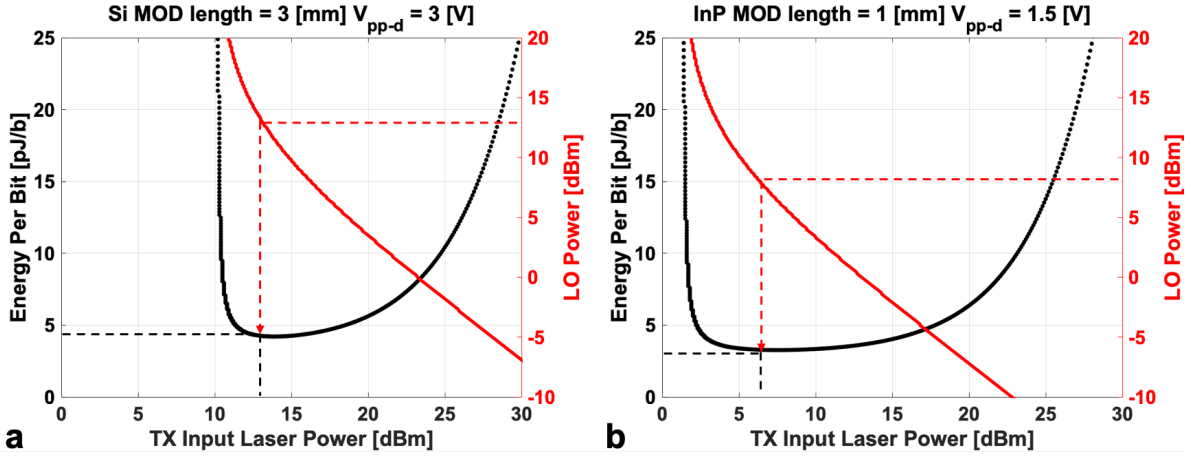 Si MOD length = 3 [mm] V_pp-d = 3 [V]
25
20
15
10
5
0
Energy Per Bit [pJ/b]
20
15
10
5
0
-5
-10
LO Power [dBm]
0 5 10 15 20 25 30
TX Input Laser Power [dBm]
a
InP MOD length = 1 [mm] V_pp-d = 1.5 [V]
25
20
15
10
5
0
Energy Per Bit [pJ/b]
20
15
10
5
0
-5
-10
LO Power [dBm]
0 5 10 15 20 25 30
TX Input Laser Power [dBm]
b